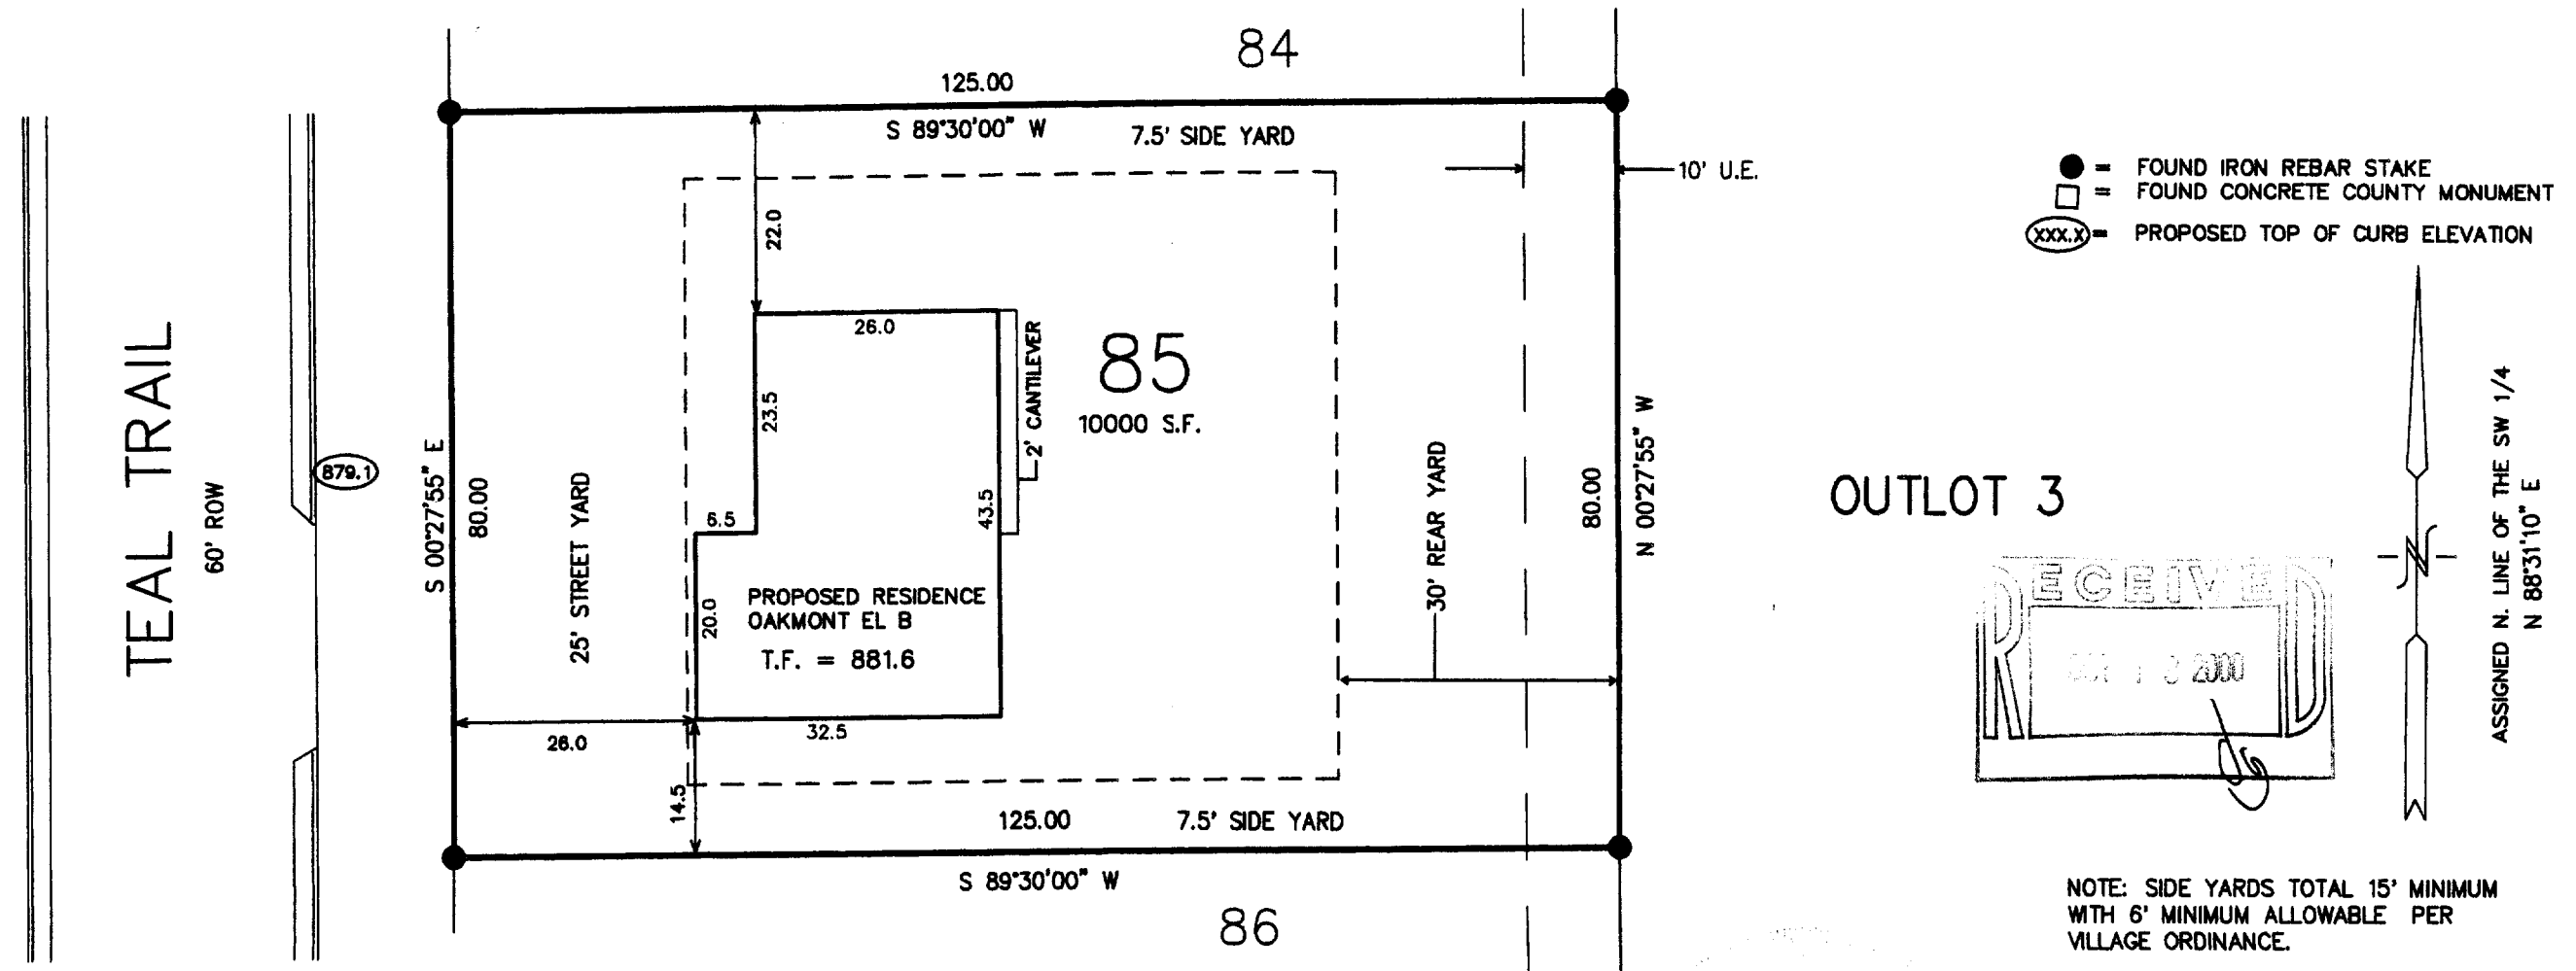 84
125.00
S 89°30'00" W
7.5' SIDE YARD
10' U.E.
= FOUND IRON REBAR STAKE
= FOUND CONCRETE COUNTY MONUMENT
XXX.X = PROPOSED TOP OF CURB ELEVATION
TEAL TRAIL
60' ROW
879.1
S 00°27'55" E
80.00
25' STREET YARD
22.0
26.0
23.5
6.5
20.0
43.5
2' CANTILEVER
85
10000 S.F.
PROPOSED RESIDENCE
OAKMONT EL B
T.F. = 881.6
32.5
26.0
14.5
30' REAR YARD
80.00
N 00°27'55" W
OUTLOT 3
RECEIVED
2000
N
ASSIGNED N. LINE OF THE SW 1/4
N 88°31'10" E
125.00
7.5' SIDE YARD
S 89°30'00" W
86
NOTE: SIDE YARDS TOTAL 15' MINIMUM
WITH 6' MINIMUM ALLOWABLE PER
VILLAGE ORDINANCE.